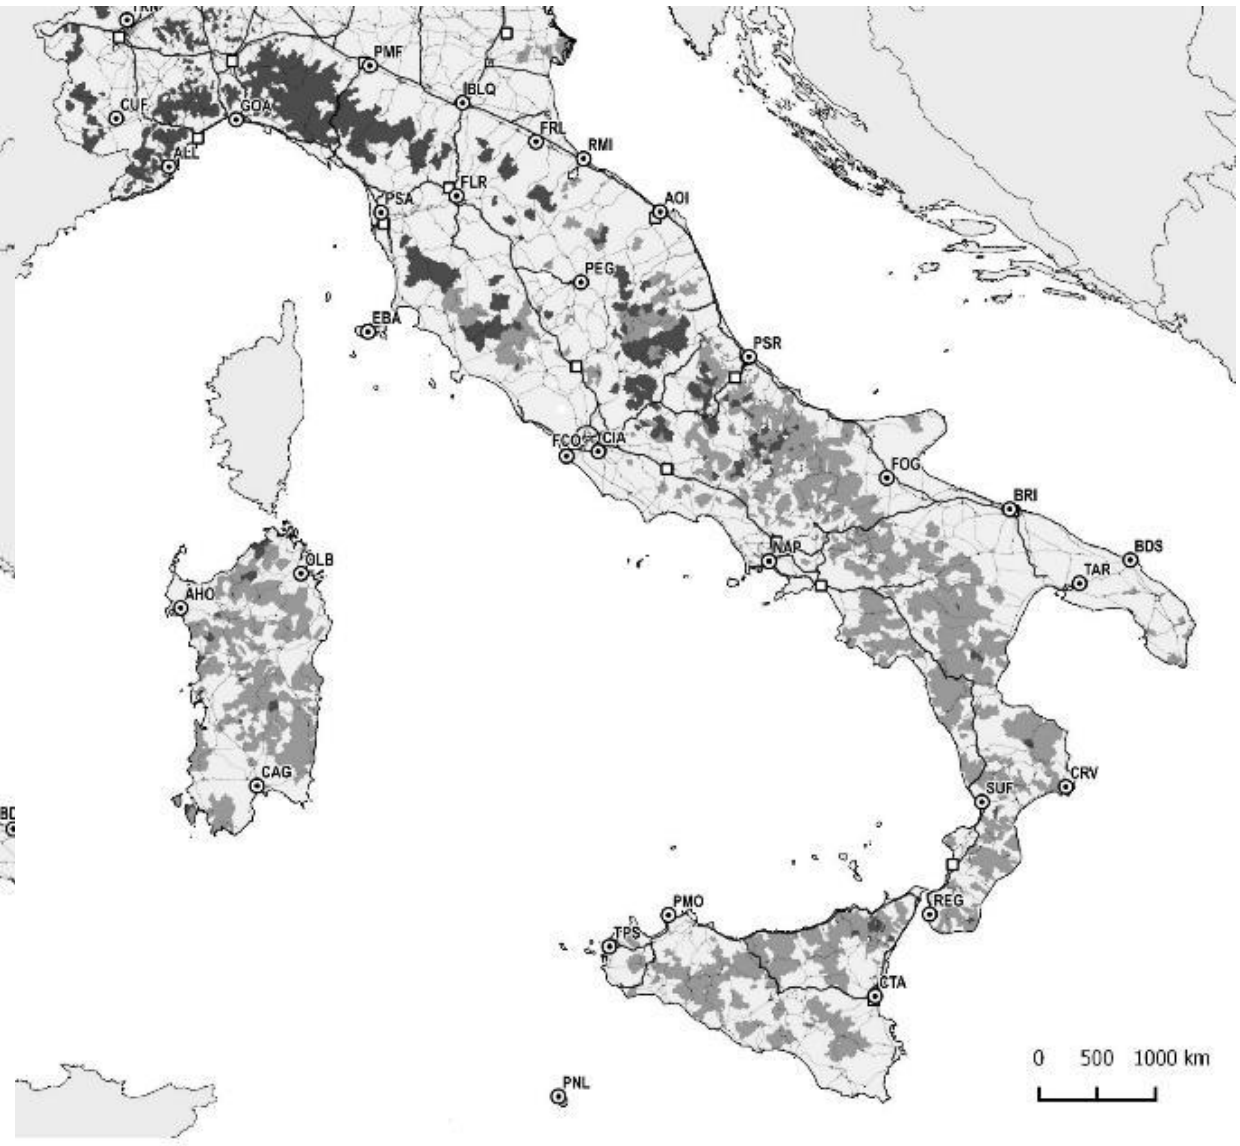 PMF
CUF
GOA
BLQ
FRL
RMI
ALL
FLR
PSA
AOI
PEG
EBA
PSR
FCO
CIA
FOG
BRI
NAP
BDS
OLB
TAR
AHO
CAG
CRV
SUF
PMO
REG
TPS
CTA
0 500 1000 km
PNL